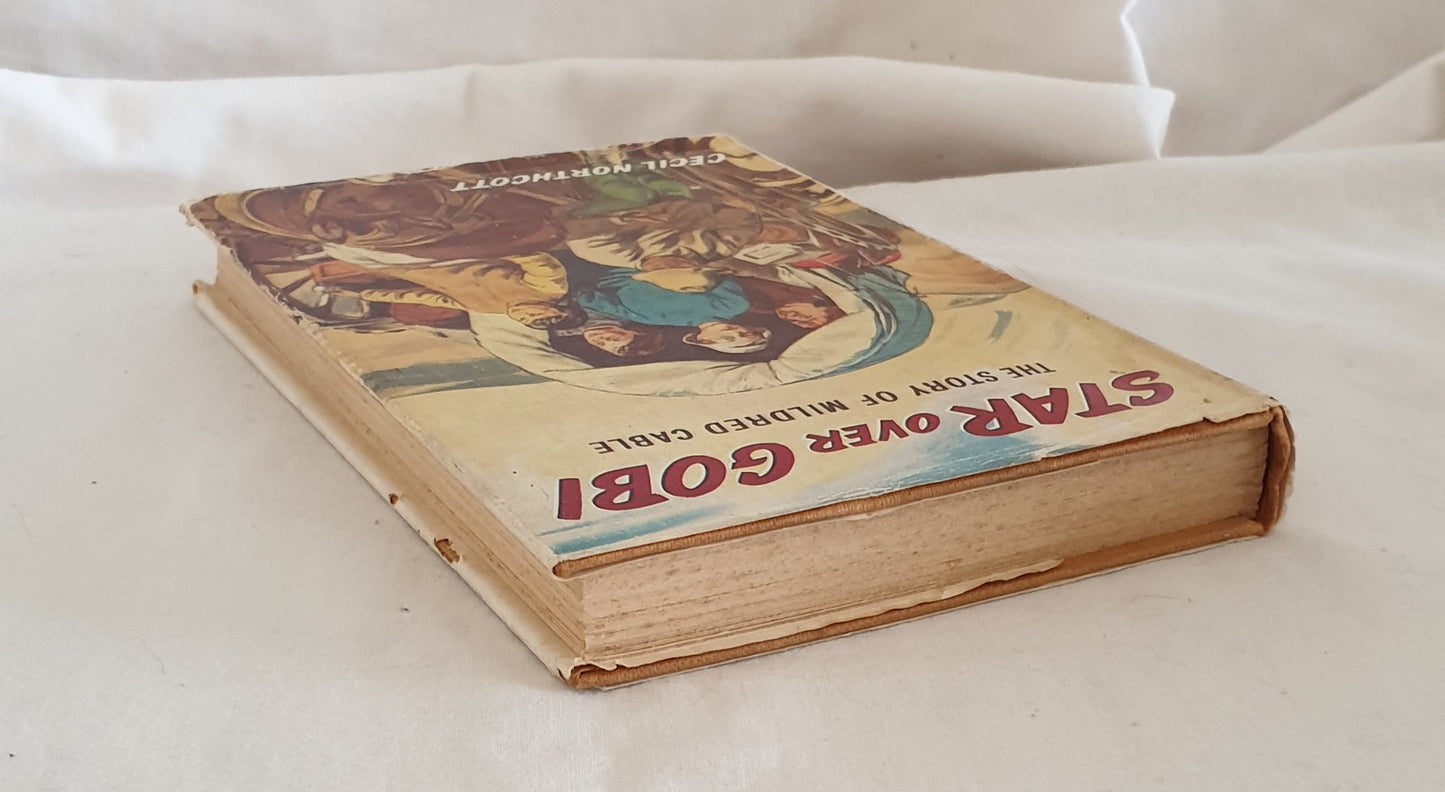 STAR OVER GOBI
THE STORY OF MILDRED CABLE
CECIL NORTHCOTT